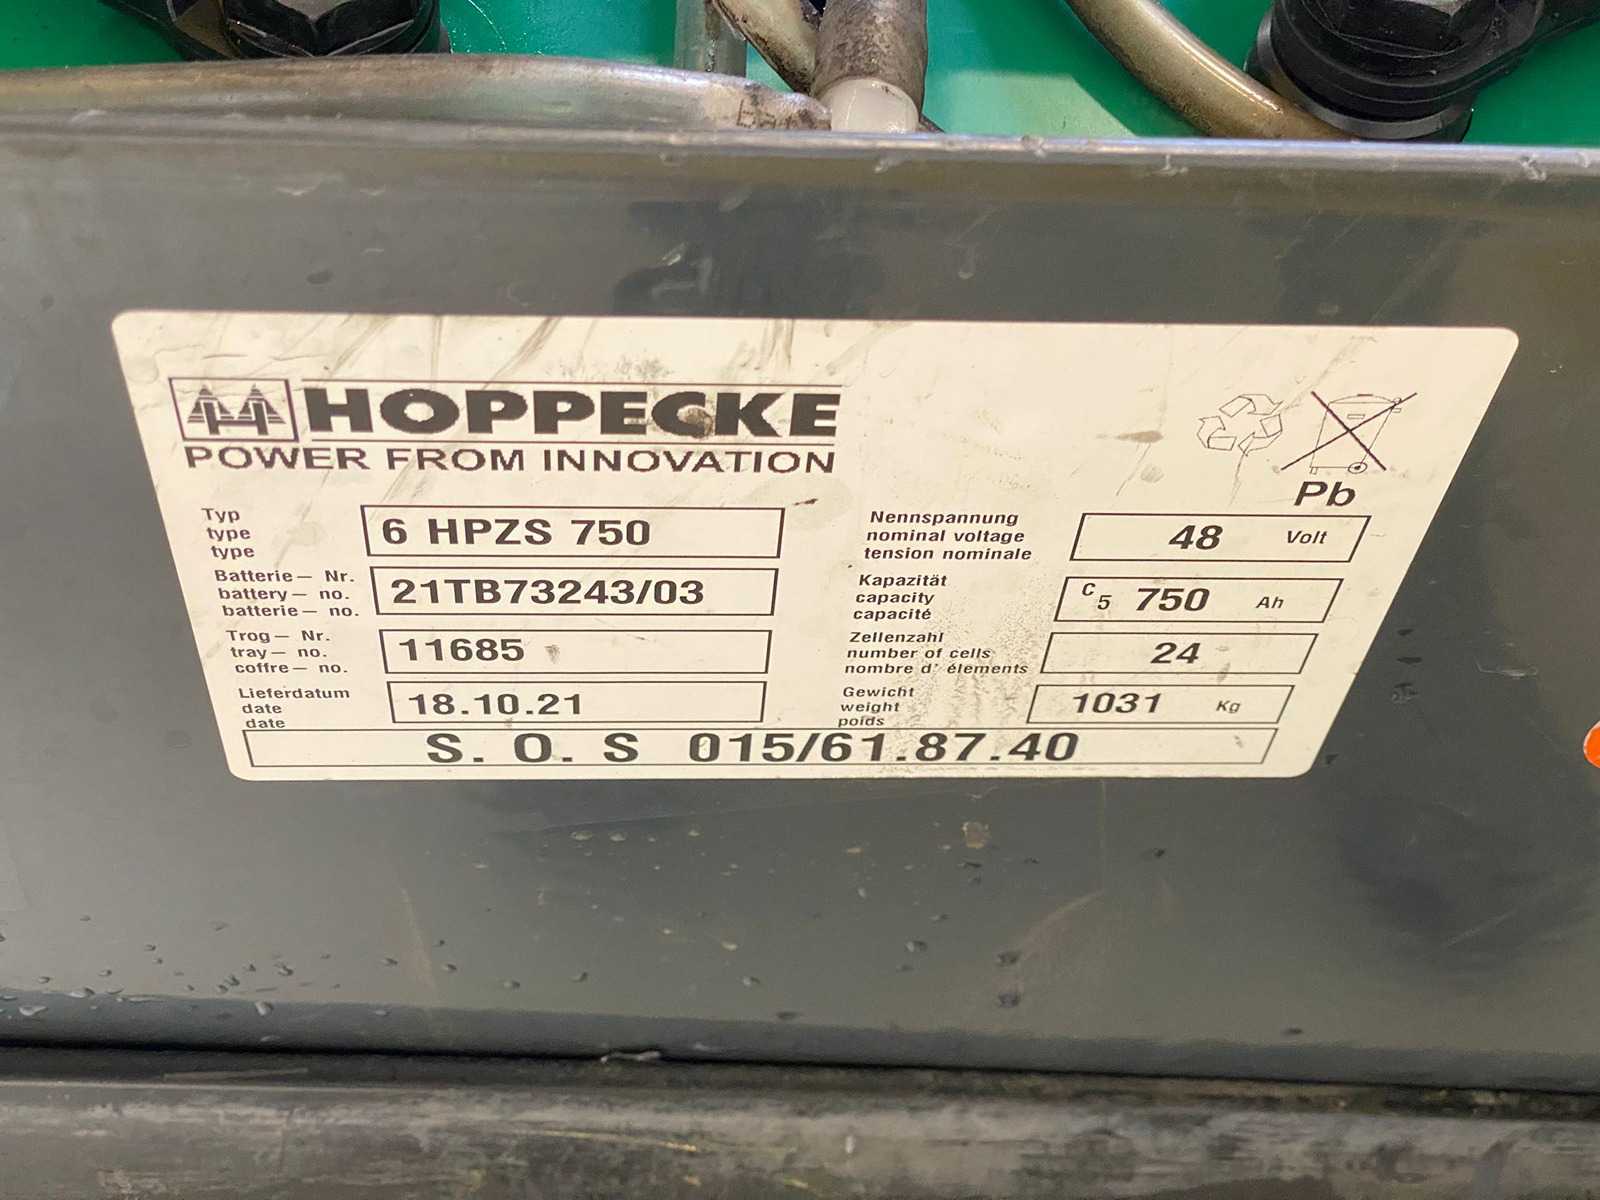 HOPPECKE
POWER FROM INNOVATION
Pb
Typ
type
type
6 HPZS 750
Batterie - Nr.
battery - no.
batterie - no.
21TB73243/03
Trog - Nr.
tray - no.
coffre - no.
11685
Lieferdatum
date
date
18.10.21
Nennspannung
nominal voltage
tension nominale
48 Volt
Kapazität
capacity
capacité
C5 750 Ah
Zellenzahl
number of cells
nombre d' élements
24
Gewicht
weight
poids
1031 Kg
S. O. S 015/61.87.40